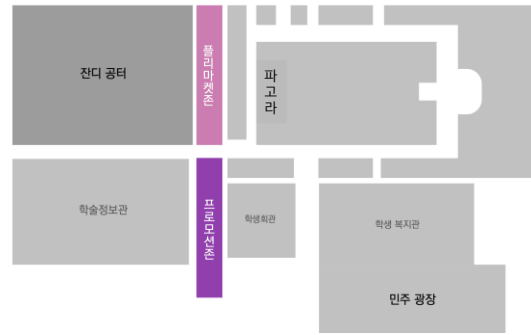 잔디 공터
플리마켓존
파고라
학술정보관
프로모션존
학생회관
학생 복지관
민주 광장